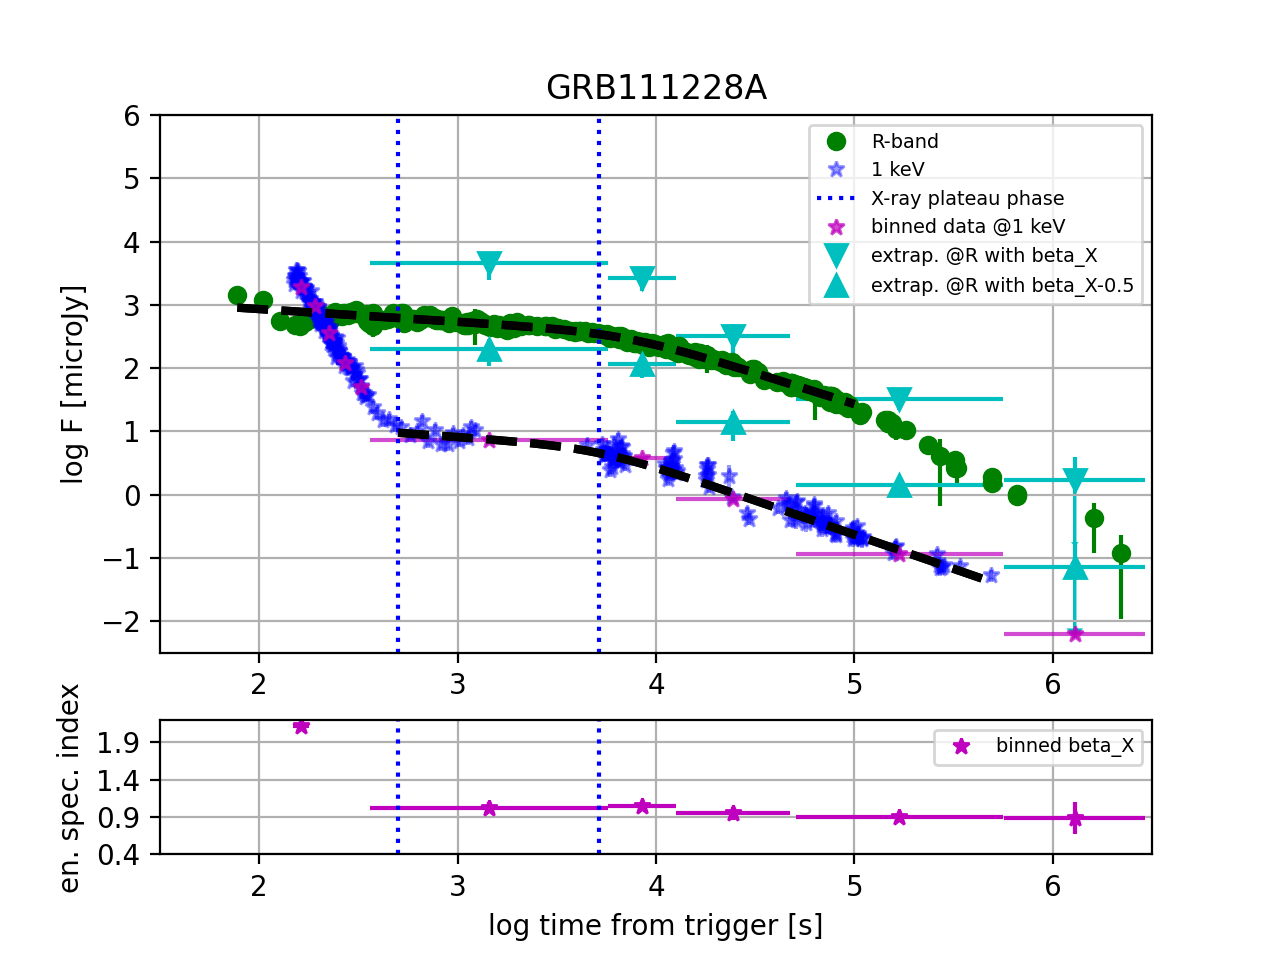 GRB111228A
log F [microJy]
6
5
4
3
2
1
0
−1
−2
R-band
1 keV
X-ray plateau phase
binned data @1 keV
extrap. @R with beta_X
extrap. @R with beta_X-0.5
2 3 4 5 6
en. spec. index
1.9
1.4
0.9
0.4
binned beta_X
2 3 4 5 6
log time from trigger [s]